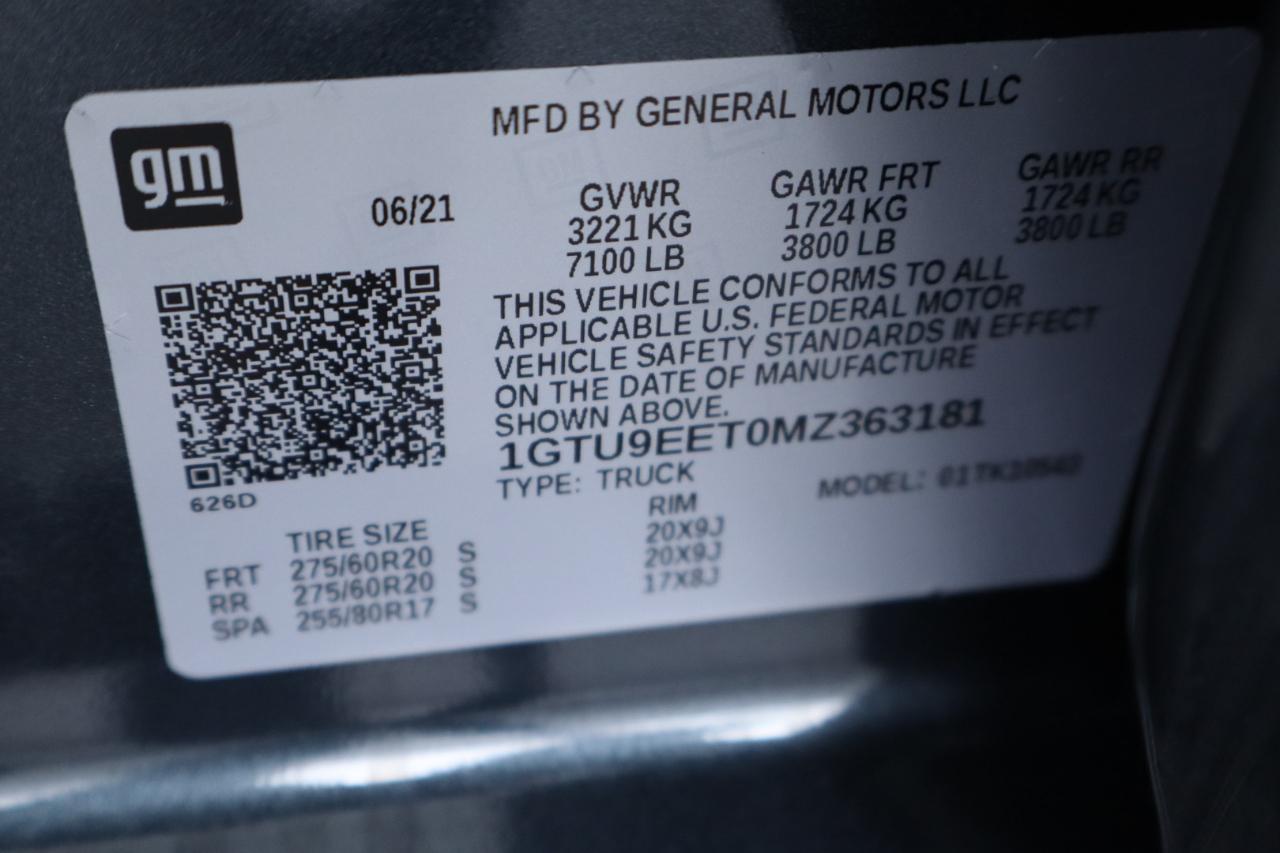 MFD BY GENERAL MOTORS LLC
gm
06/21
GVWR GAWR FRT GAWR RR
3221 KG 1724 KG 1724 KG
7100 LB 3800 LB 3800 LB
THIS VEHICLE CONFORMS TO ALL
APPLICABLE U.S. FEDERAL MOTOR
VEHICLE SAFETY STANDARDS IN EFFECT
ON THE DATE OF MANUFACTURE
SHOWN ABOVE.
1GTU9EET0MZ363181
626D
TYPE: TRUCK MODEL:
TIRE SIZE RIM
FRT 275/60R20 S 20X9J
RR 275/60R20 S 20X9J
SPA 255/80R17 S 17X8J